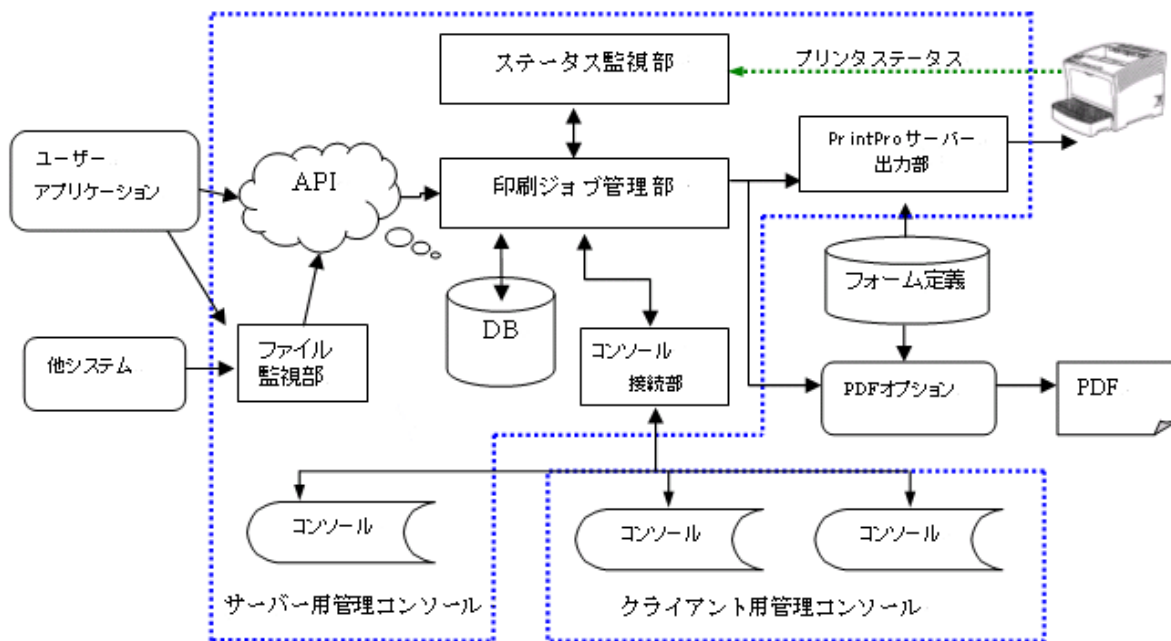 ステータス監視部
プリンタステータス
ユーザー
アプリケーション
API
印刷ジョブ管理部
PrintProサーバー
出力部
フォーム定義
DB
ファイル
監視部
他システム
コンソール
接続部
PDFオプション
PDF
コンソール
コンソール
コンソール
サーバー用管理コンソール
クライアント用管理コンソール